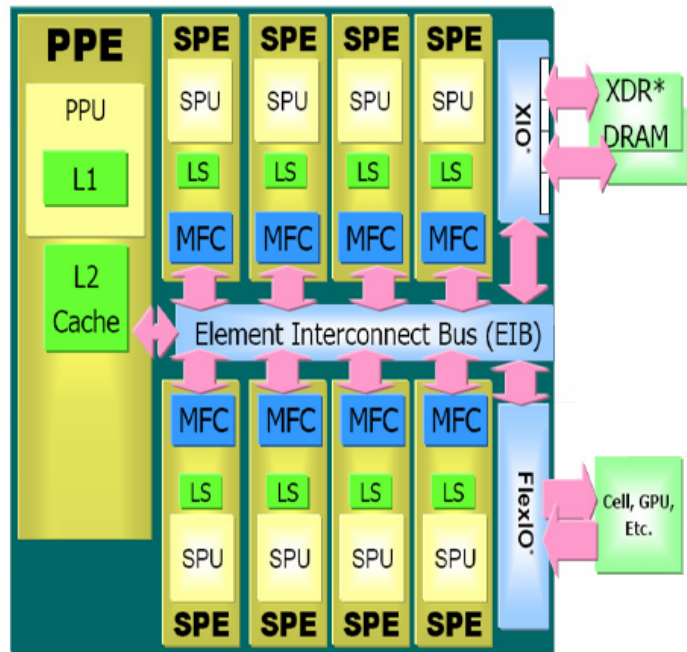 PPE
PPU
L1
L2
Cache
SPE SPE SPE SPE
SPU SPU SPU SPU
LS LS LS LS
MFC MFC MFC MFC
XIO™
XDR*
DRAM
Element Interconnect Bus (EIB)
MFC MFC MFC MFC
LS LS LS LS
SPU SPU SPU SPU
SPE SPE SPE SPE
FlexIO™
Cell, GPU,
Etc.